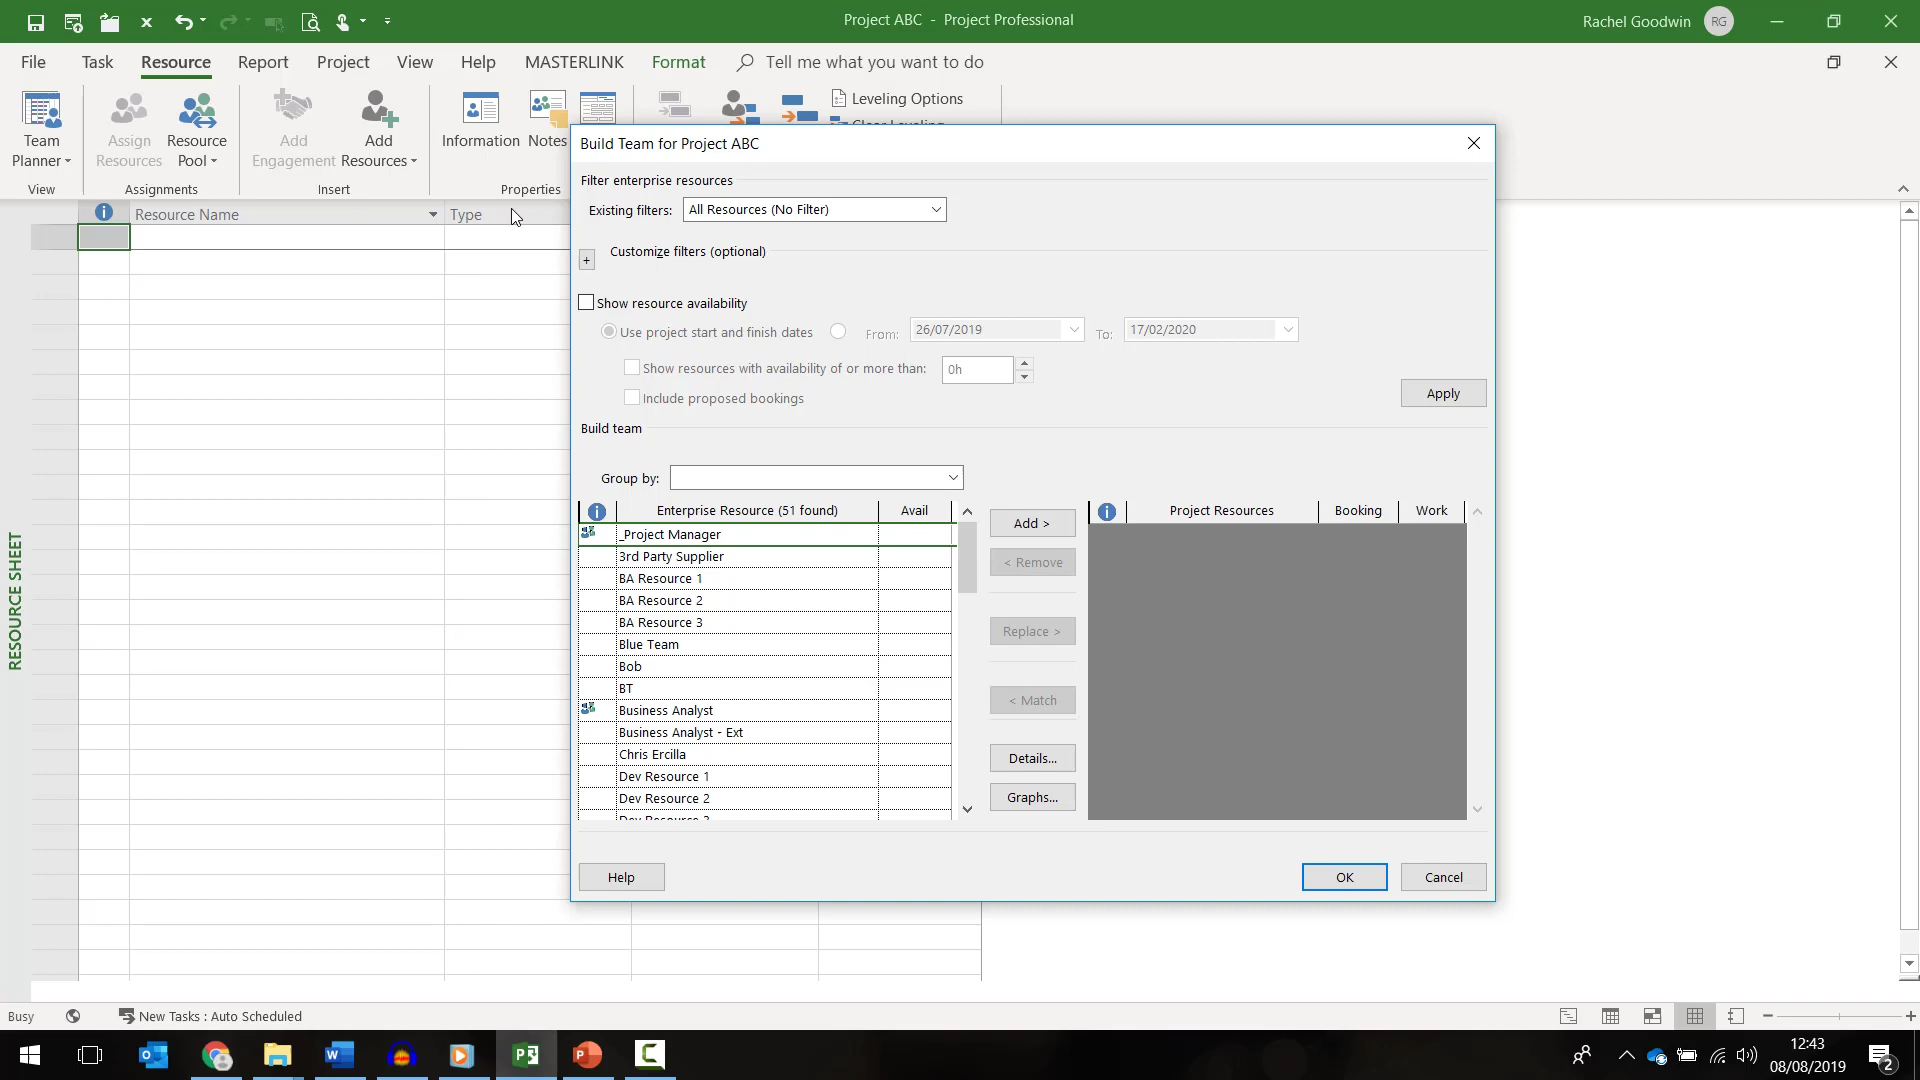 Project ABC - Project Professional
Rachel Goodwin RG
File Task Resource Report Project View Help MASTERLINK Format Tell me what you want to do
Team Planner
Assign Resources
Resource Pool
Add Engagement
Add Resources
Information
Notes
Leveling Options
Clear Leveling
View Assignments Insert Properties
Resource Name Type
RESOURCE SHEET
Build Team for Project ABC
Filter enterprise resources
Existing filters: All Resources (No Filter)
+ Customize filters (optional)
Show resource availability
Use project start and finish dates From: 26/07/2019 To: 17/02/2020
Show resources with availability of or more than: 0h
Include proposed bookings
Apply
Build team
Group by:
Enterprise Resource (51 found) Avail
_Project Manager
3rd Party Supplier
BA Resource 1
BA Resource 2
BA Resource 3
Blue Team
Bob
BT
Business Analyst
Business Analyst - Ext
Chris Ercilla
Dev Resource 1
Dev Resource 2
Dev Resource 3
Add >
< Remove
Replace >
< Match
Details...
Graphs...
Project Resources Booking Work
Help OK Cancel
Busy New Tasks : Auto Scheduled
12:43
08/08/2019
2